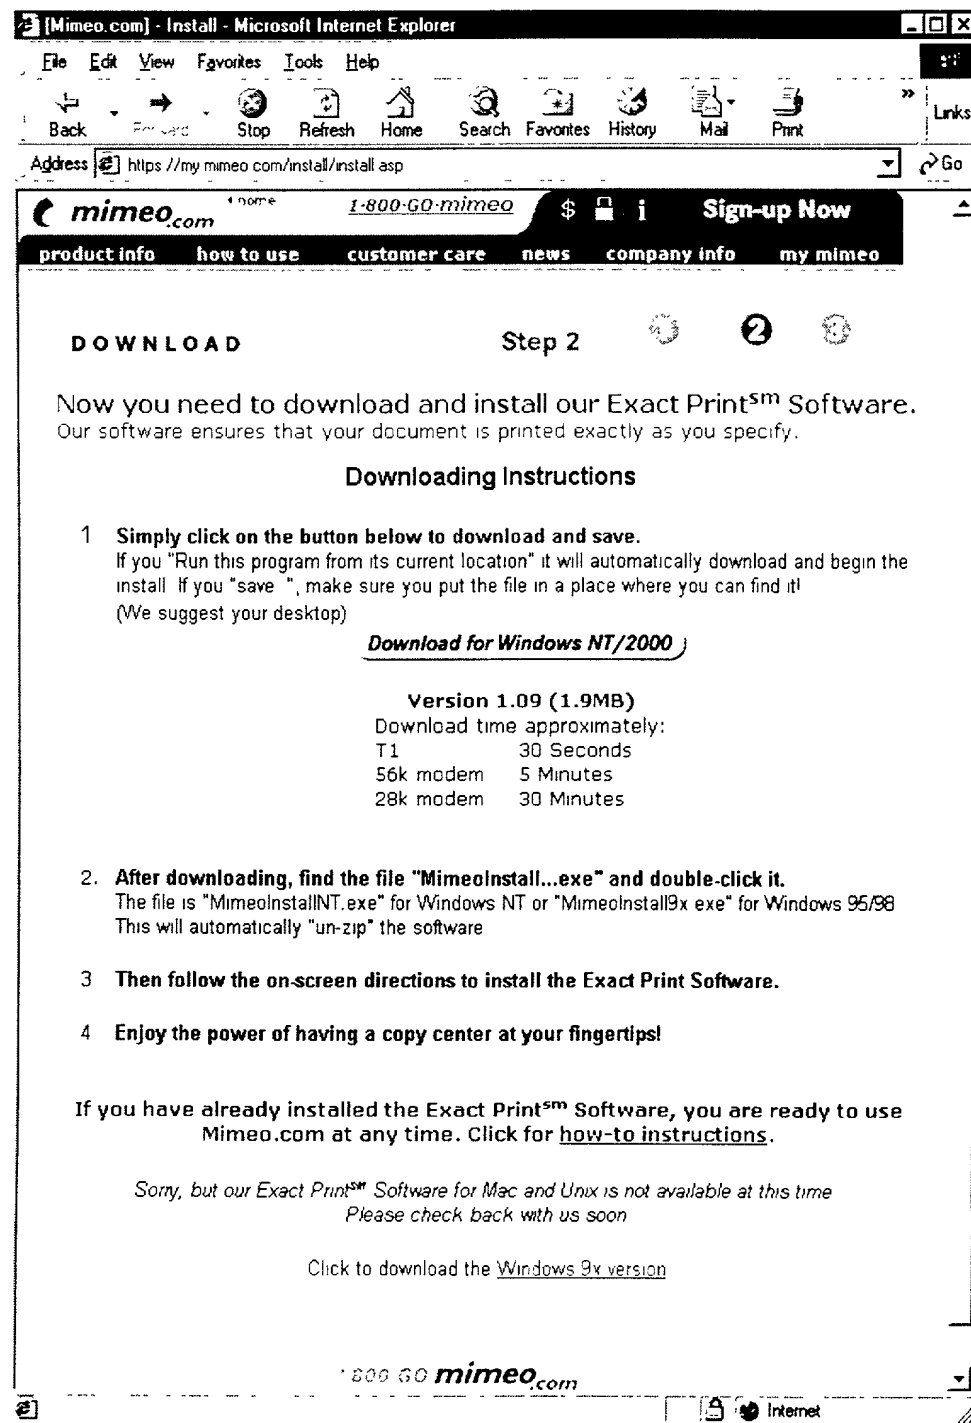 [Mimeo.com] - Install - Microsoft Internet Explorer
File Edit View Favorites Tools Help
Back Forward Stop Refresh Home Search Favorites History Mail Print » Links
Address https //my mimeo com/install/install asp Go
mimeo.com home 1·800·GO·mimeo $ i Sign-up Now
product info how to use customer care news company info my mimeo
DOWNLOAD Step 2 2
Now you need to download and install our Exact Printsm Software.
Our software ensures that your document is printed exactly as you specify.
Downloading Instructions
1 Simply click on the button below to download and save.
If you "Run this program from its current location" it will automatically download and begin the
install If you "save ", make sure you put the file in a place where you can find it!
(We suggest your desktop)
Download for Windows NT/2000
Version 1.09 (1.9MB)
Download time approximately:
T1 30 Seconds
56k modem 5 Minutes
28k modem 30 Minutes
2. After downloading, find the file "MimeoInstall...exe" and double-click it.
The file is "MimeoInstallNT.exe" for Windows NT or "MimeoInstall9x exe" for Windows 95/98
This will automatically "un-zip" the software
3 Then follow the on-screen directions to install the Exact Print Software.
4 Enjoy the power of having a copy center at your fingertips!
If you have already installed the Exact Printsm Software, you are ready to use
Mimeo.com at any time. Click for how-to instructions.
Sorry, but our Exact Printsm Software for Mac and Unix is not available at this time
Please check back with us soon
Click to download the Windows 9x version
1 800 GO mimeo.com
Internet